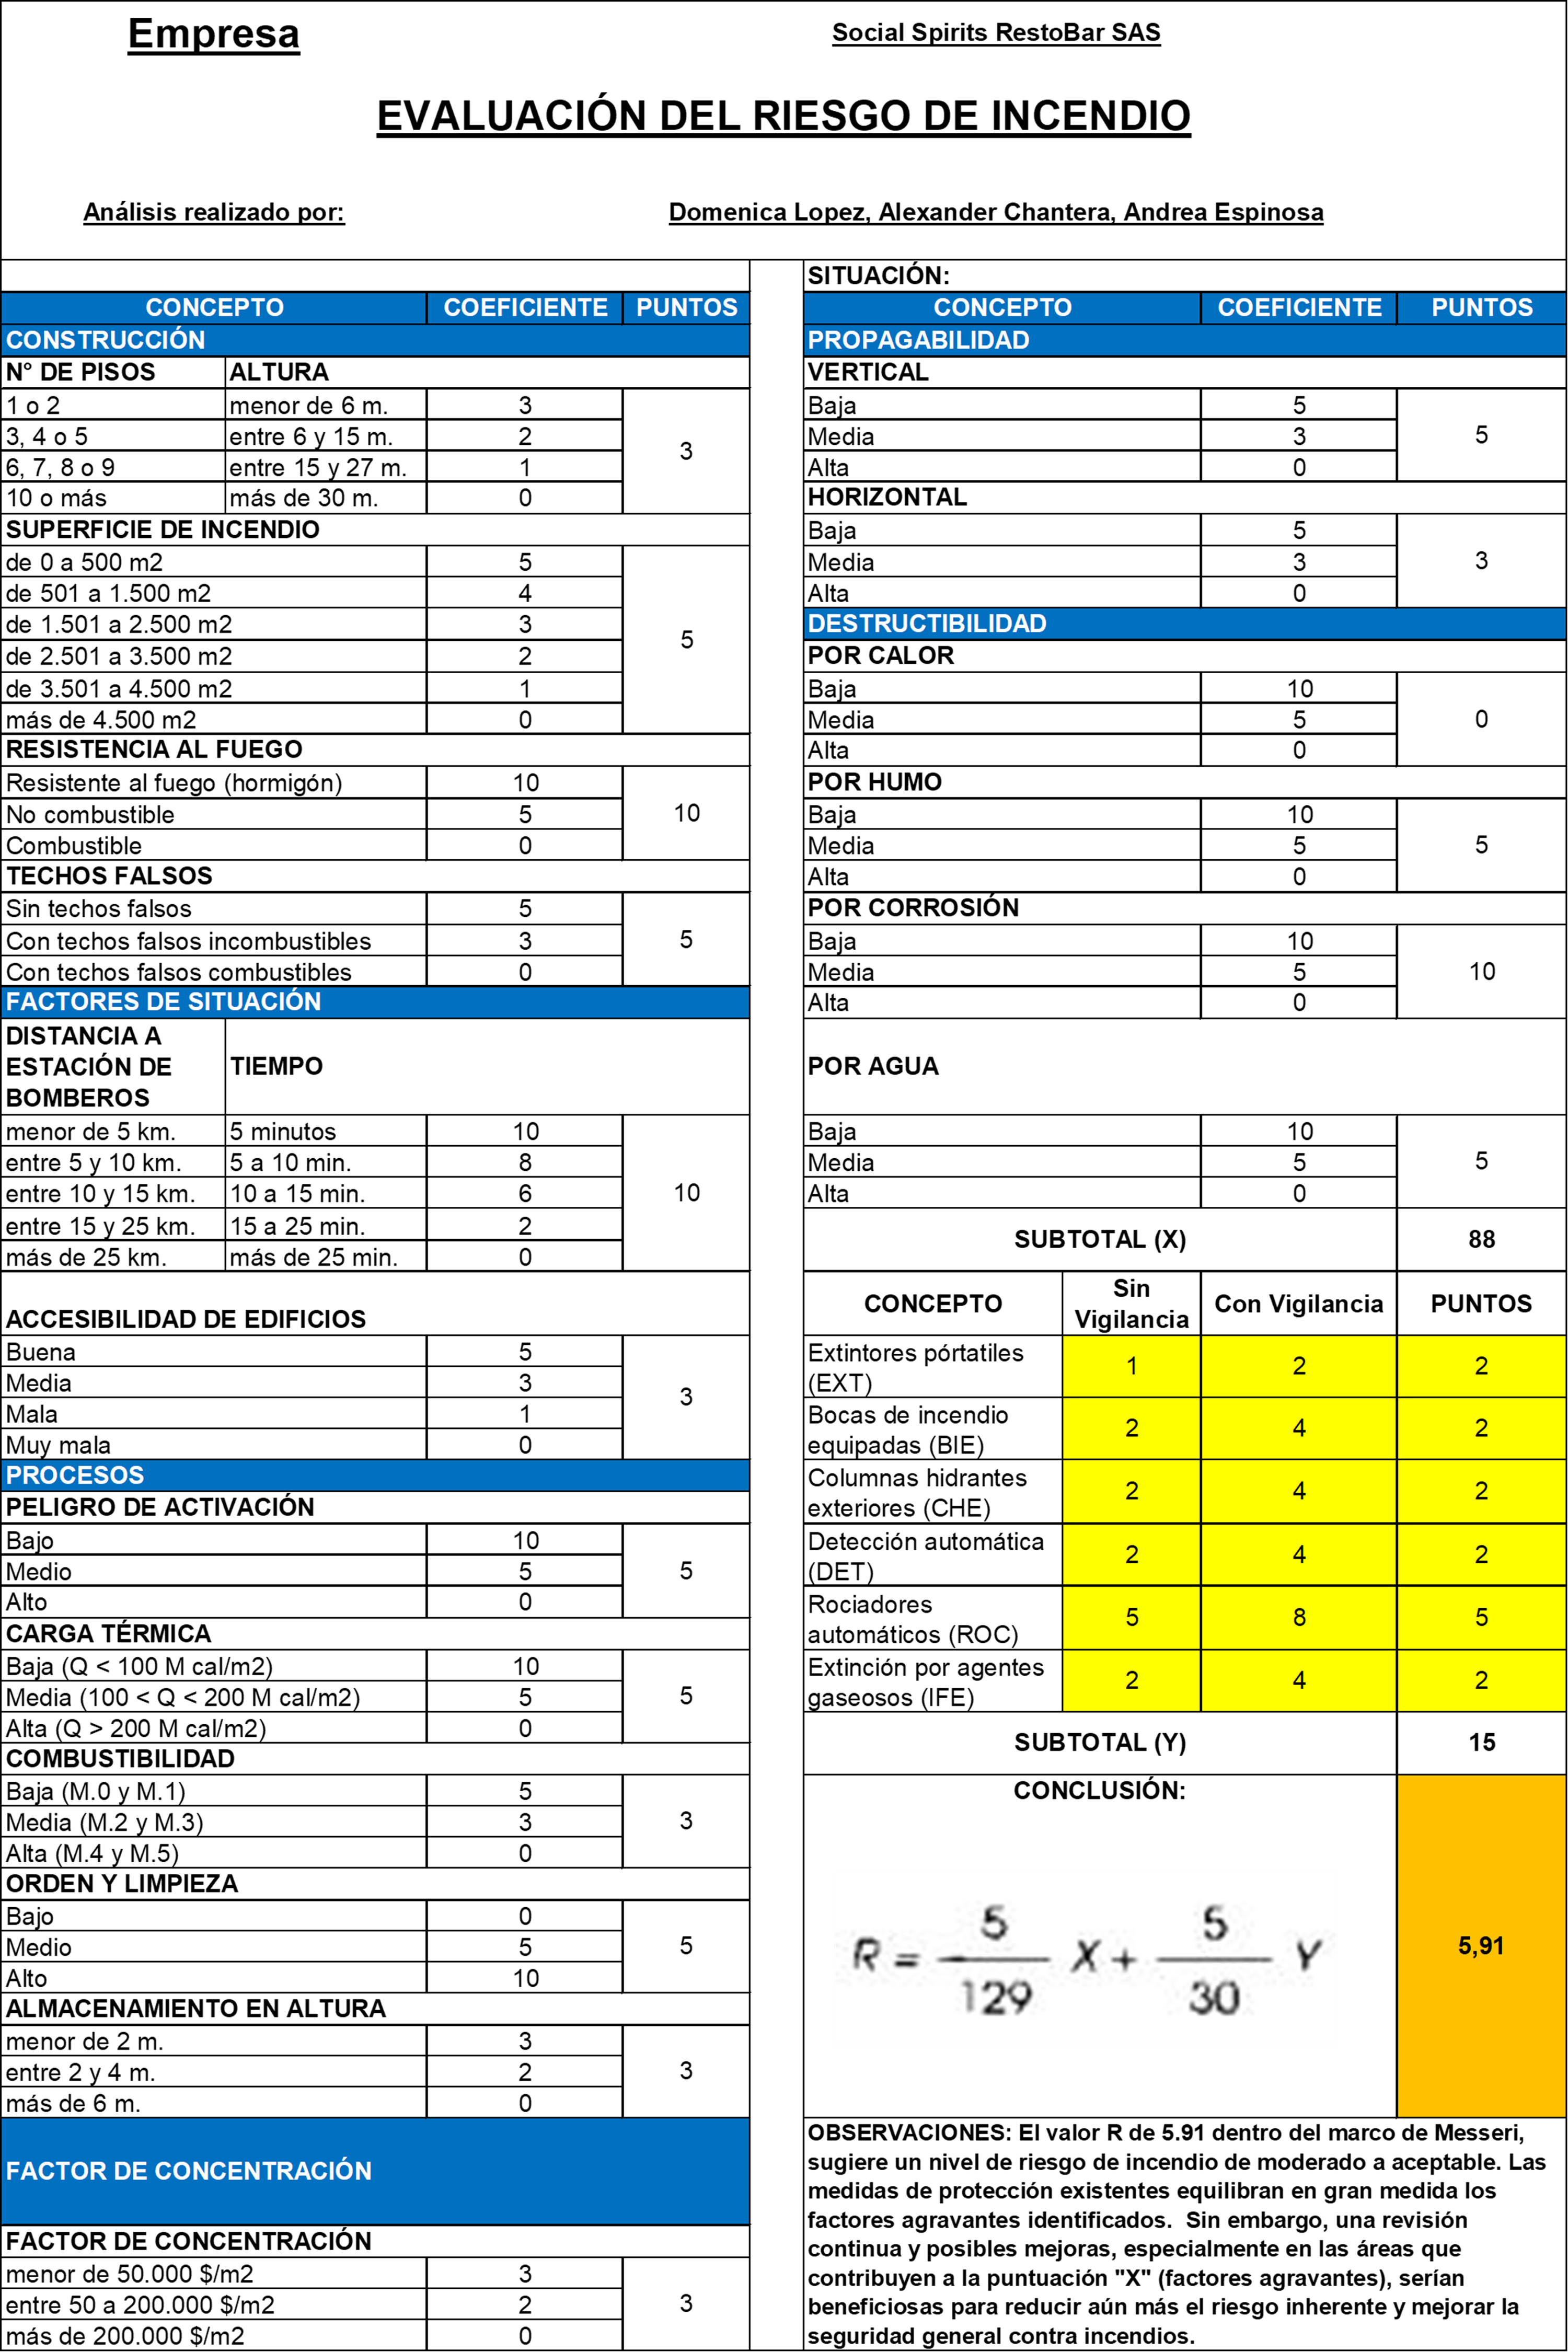 Empresa
Social Spirits RestoBar SAS
EVALUACIÓN DEL RIESGO DE INCENDIO
Análisis realizado por:
Domenica Lopez, Alexander Chantera, Andrea Espinosa
CONCEPTO COEFICIENTE PUNTOS
CONSTRUCCIÓN
N° DE PISOS ALTURA
1 o 2 menor de 6 m. 3
3, 4 o 5 entre 6 y 15 m. 2
6, 7, 8 o 9 entre 15 y 27 m. 1
10 o más más de 30 m. 0
3
SUPERFICIE DE INCENDIO
de 0 a 500 m2 5
de 501 a 1.500 m2 4
de 1.501 a 2.500 m2 3
de 2.501 a 3.500 m2 2
de 3.501 a 4.500 m2 1
más de 4.500 m2 0
5
RESISTENCIA AL FUEGO
Resistente al fuego (hormigón) 10
No combustible 5
Combustible 0
10
TECHOS FALSOS
Sin techos falsos 5
Con techos falsos incombustibles 3
Con techos falsos combustibles 0
5
FACTORES DE SITUACIÓN
DISTANCIA A
ESTACIÓN DE
BOMBEROS
TIEMPO
menor de 5 km. 5 minutos 10
entre 5 y 10 km. 5 a 10 min. 8
entre 10 y 15 km. 10 a 15 min. 6
entre 15 y 25 km. 15 a 25 min. 2
más de 25 km. más de 25 min. 0
10
ACCESIBILIDAD DE EDIFICIOS
Buena 5
Media 3
Mala 1
Muy mala 0
3
PROCESOS
PELIGRO DE ACTIVACIÓN
Bajo 10
Medio 5
Alto 0
5
CARGA TÉRMICA
Baja (Q < 100 M cal/m2) 10
Media (100 < Q < 200 M cal/m2) 5
Alta (Q > 200 M cal/m2) 0
5
COMBUSTIBILIDAD
Baja (M.0 y M.1) 5
Media (M.2 y M.3) 3
Alta (M.4 y M.5) 0
3
ORDEN Y LIMPIEZA
Bajo 0
Medio 5
Alto 10
5
ALMACENAMIENTO EN ALTURA
menor de 2 m. 3
entre 2 y 4 m. 2
más de 6 m. 0
3
FACTOR DE CONCENTRACIÓN
FACTOR DE CONCENTRACIÓN
menor de 50.000 $/m2 3
entre 50 a 200.000 $/m2 2
más de 200.000 $/m2 0
3
SITUACIÓN:
CONCEPTO COEFICIENTE PUNTOS
PROPAGABILIDAD
VERTICAL
Baja 5
Media 3
Alta 0
5
HORIZONTAL
Baja 5
Media 3
Alta 0
3
DESTRUCTIBILIDAD
POR CALOR
Baja 10
Media 5
Alta 0
0
POR HUMO
Baja 10
Media 5
Alta 0
5
POR CORROSIÓN
Baja 10
Media 5
Alta 0
10
POR AGUA
Baja 10
Media 5
Alta 0
5
SUBTOTAL (X) 88
CONCEPTO Sin Vigilancia Con Vigilancia PUNTOS
Extintores pórtatiles
(EXT) 1 2 2
Bocas de incendio
equipadas (BIE) 2 4 2
Columnas hidrantes
exteriores (CHE) 2 4 2
Detección automática
(DET) 2 4 2
Rociadores
automáticos (ROC) 5 8 5
Extinción por agentes
gaseosos (IFE) 2 4 2
SUBTOTAL (Y) 15
CONCLUSIÓN:
R = 5/129 X + 5/30 Y
5,91
OBSERVACIONES: El valor R de 5.91 dentro del marco de Messeri,
sugiere un nivel de riesgo de incendio de moderado a aceptable. Las
medidas de protección existentes equilibran en gran medida los
factores agravantes identificados. Sin embargo, una revisión
continua y posibles mejoras, especialmente en las áreas que
contribuyen a la puntuación "X" (factores agravantes), serían
beneficiosas para reducir aún más el riesgo inherente y mejorar la
seguridad general contra incendios.